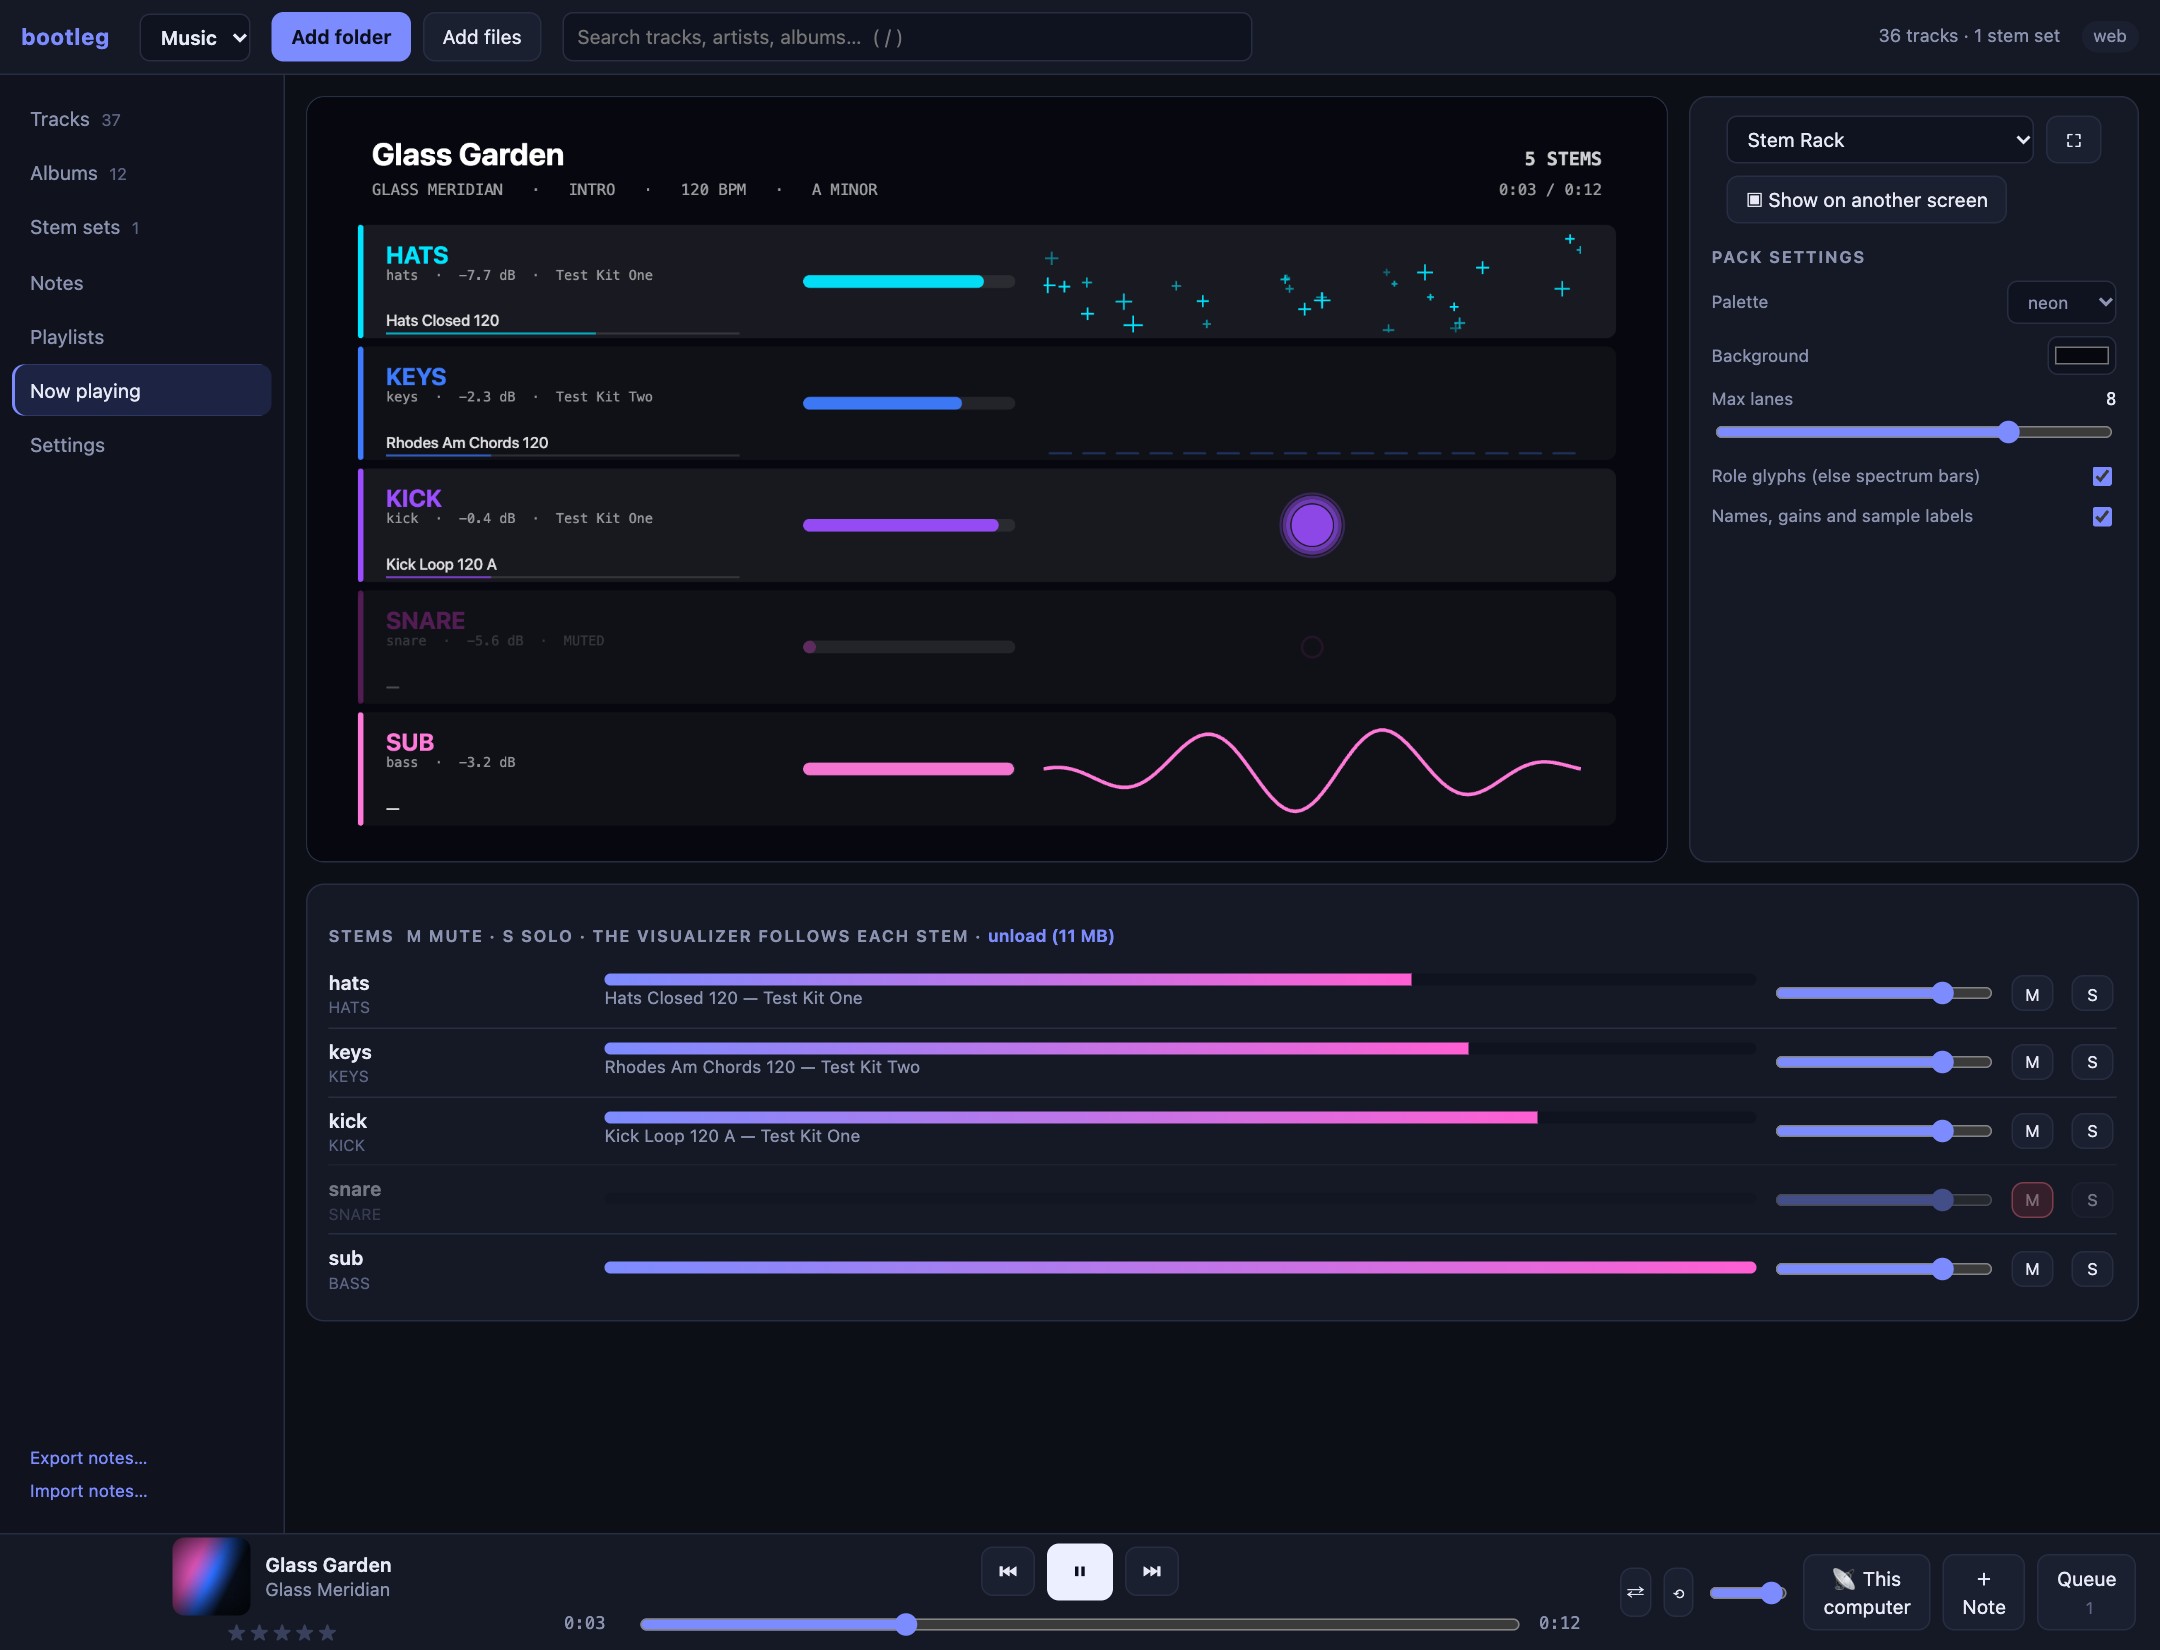 bootleg
Music
Add folder
Add files
Search tracks, artists, albums... ( / )
36 tracks · 1 stem set
web
Tracks 37
Albums 12
Stem sets 1
Notes
Playlists
Now playing
Settings
Export notes...
Import notes...
Glass Garden
5 STEMS
GLASS MERIDIAN · INTRO · 120 BPM · A MINOR
0:03 / 0:12
HATS
hats · −7.7 dB · Test Kit One
Hats Closed 120
KEYS
keys · −2.3 dB · Test Kit Two
Rhodes Am Chords 120
KICK
kick · −0.4 dB · Test Kit One
Kick Loop 120 A
SNARE
snare · −5.6 dB · MUTED
—
SUB
bass · −3.2 dB
—
Stem Rack
Show on another screen
PACK SETTINGS
Palette
neon
Background
Max lanes 8
Role glyphs (else spectrum bars)
Names, gains and sample labels
STEMS M MUTE · S SOLO · THE VISUALIZER FOLLOWS EACH STEM · unload (11 MB)
hats
HATS
Hats Closed 120 — Test Kit One
M S
keys
KEYS
Rhodes Am Chords 120 — Test Kit Two
M S
kick
KICK
Kick Loop 120 A — Test Kit One
M S
snare
SNARE
M S
sub
BASS
M S
Glass Garden
Glass Meridian
0:03
0:12
This
computer
+
Note
Queue
1